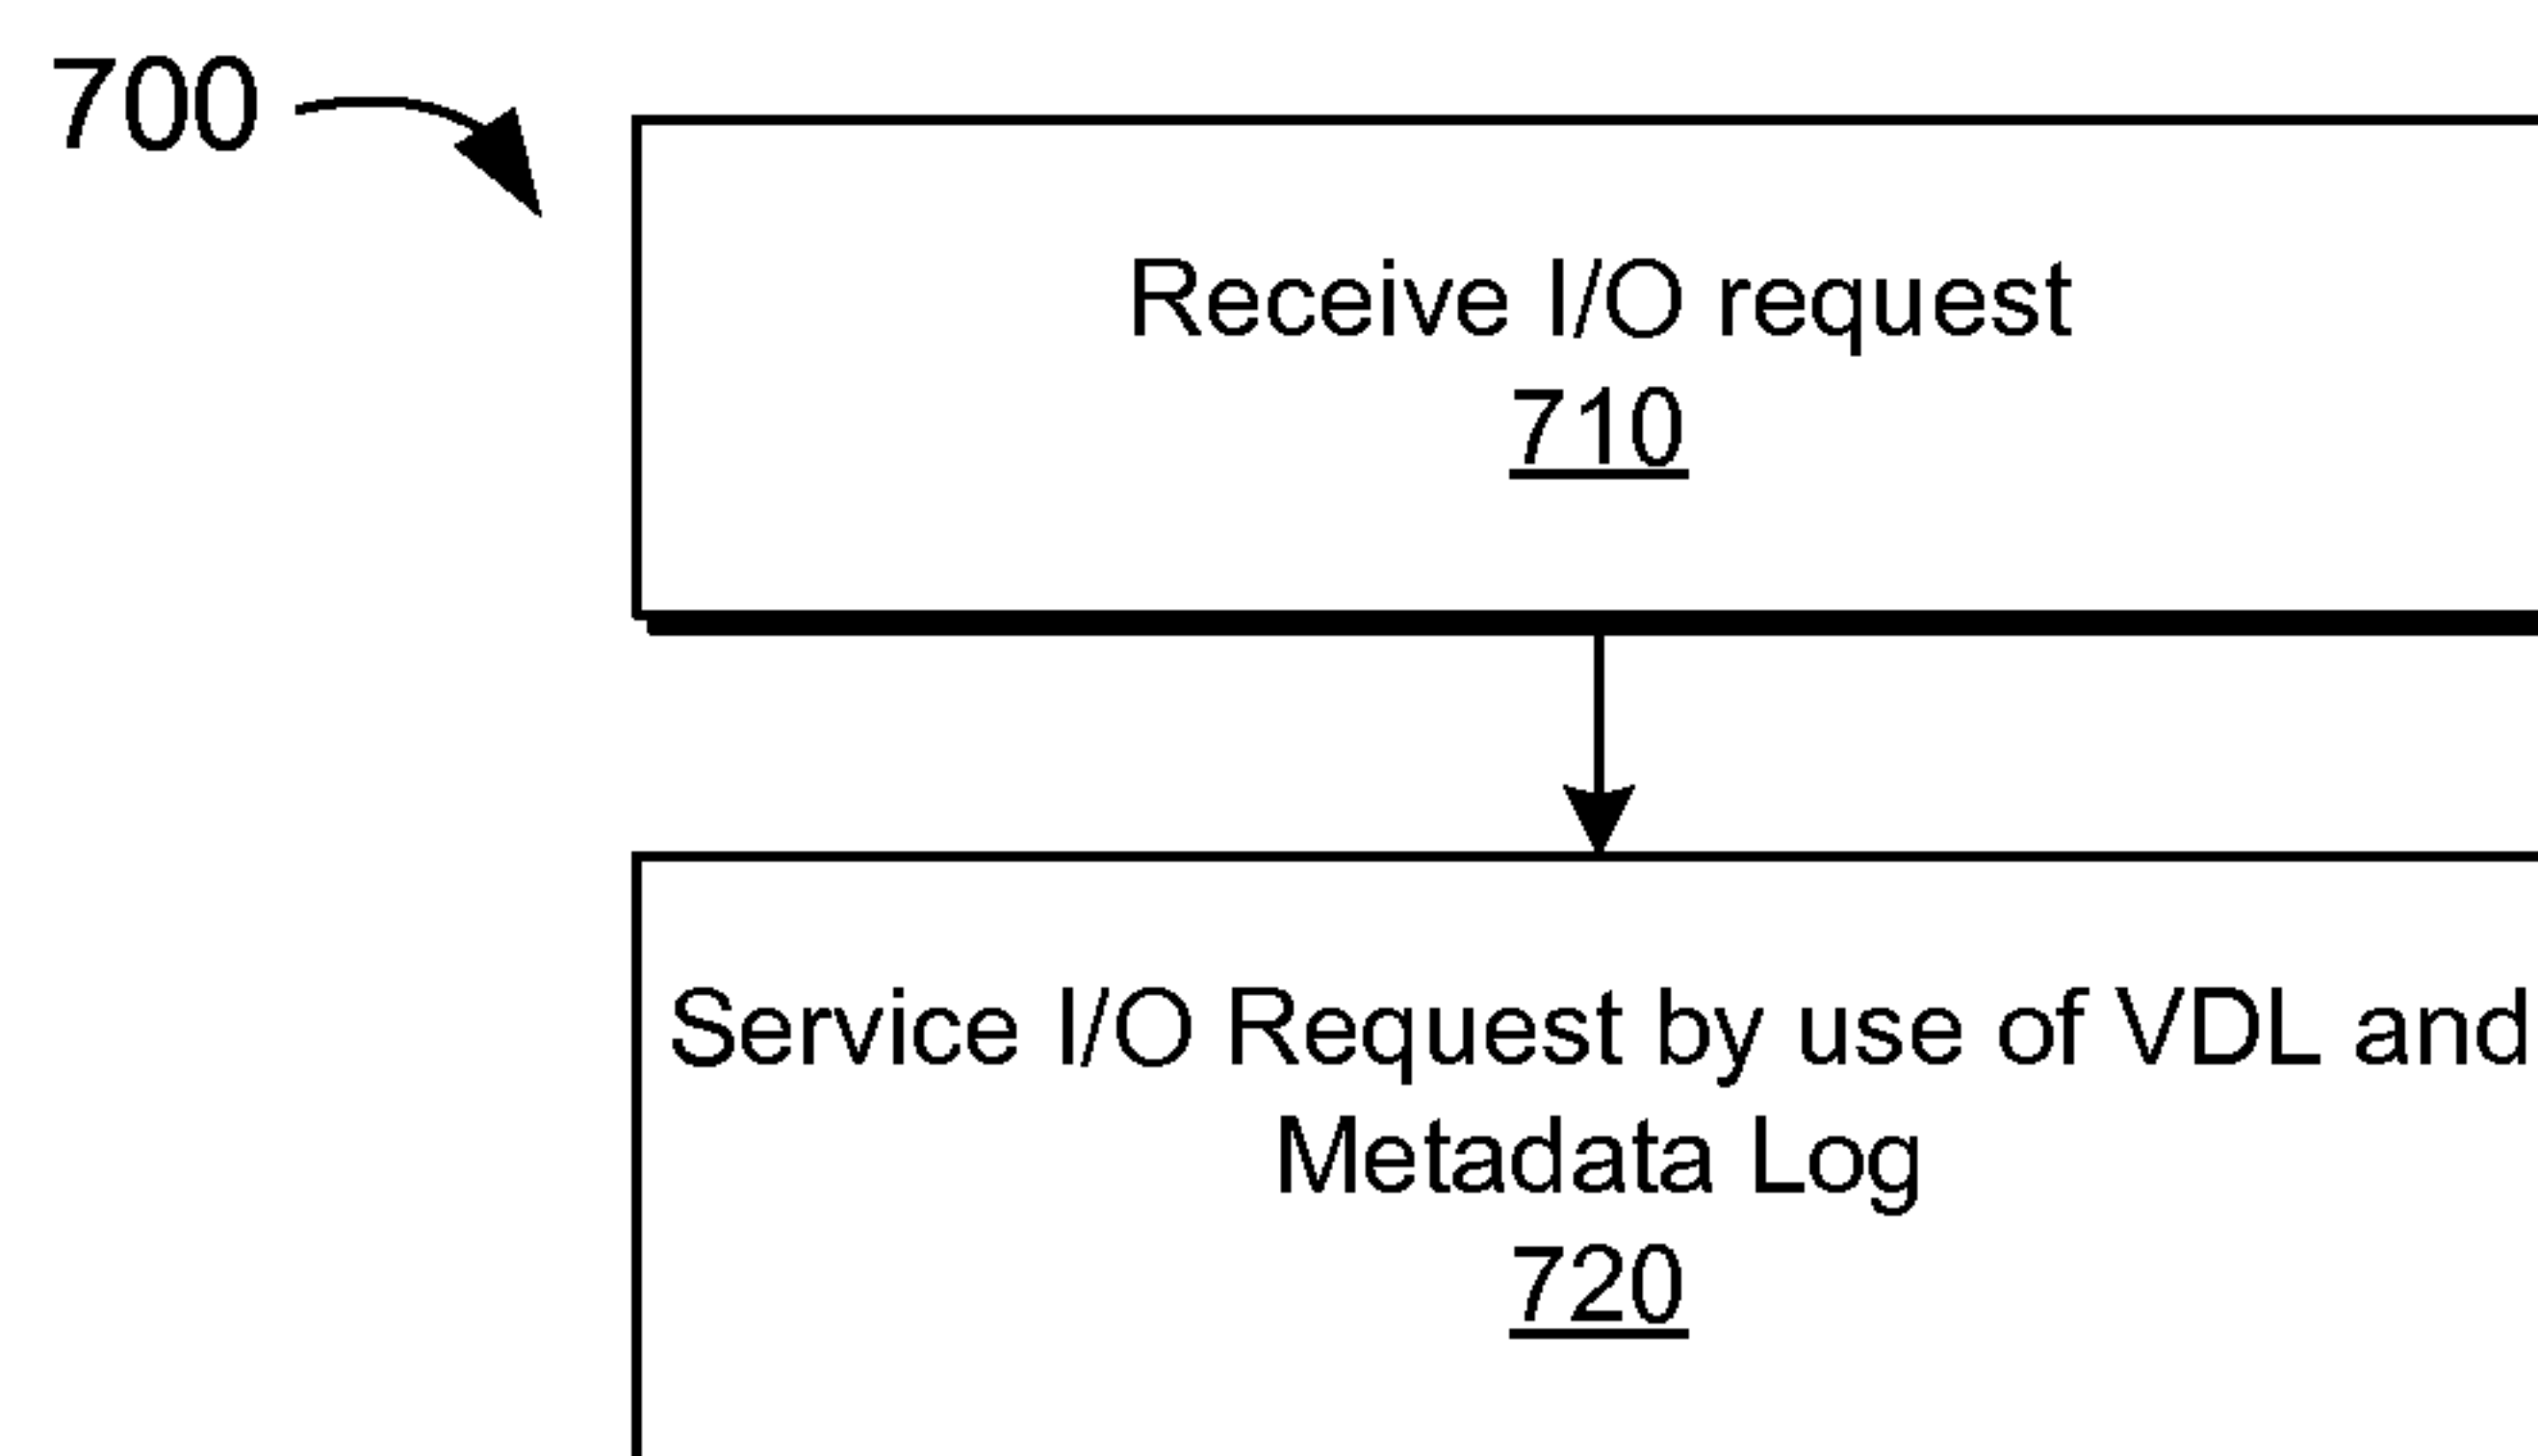 700
Receive I/O request
710
Service I/O Request by use of VDL and
Metadata Log
720